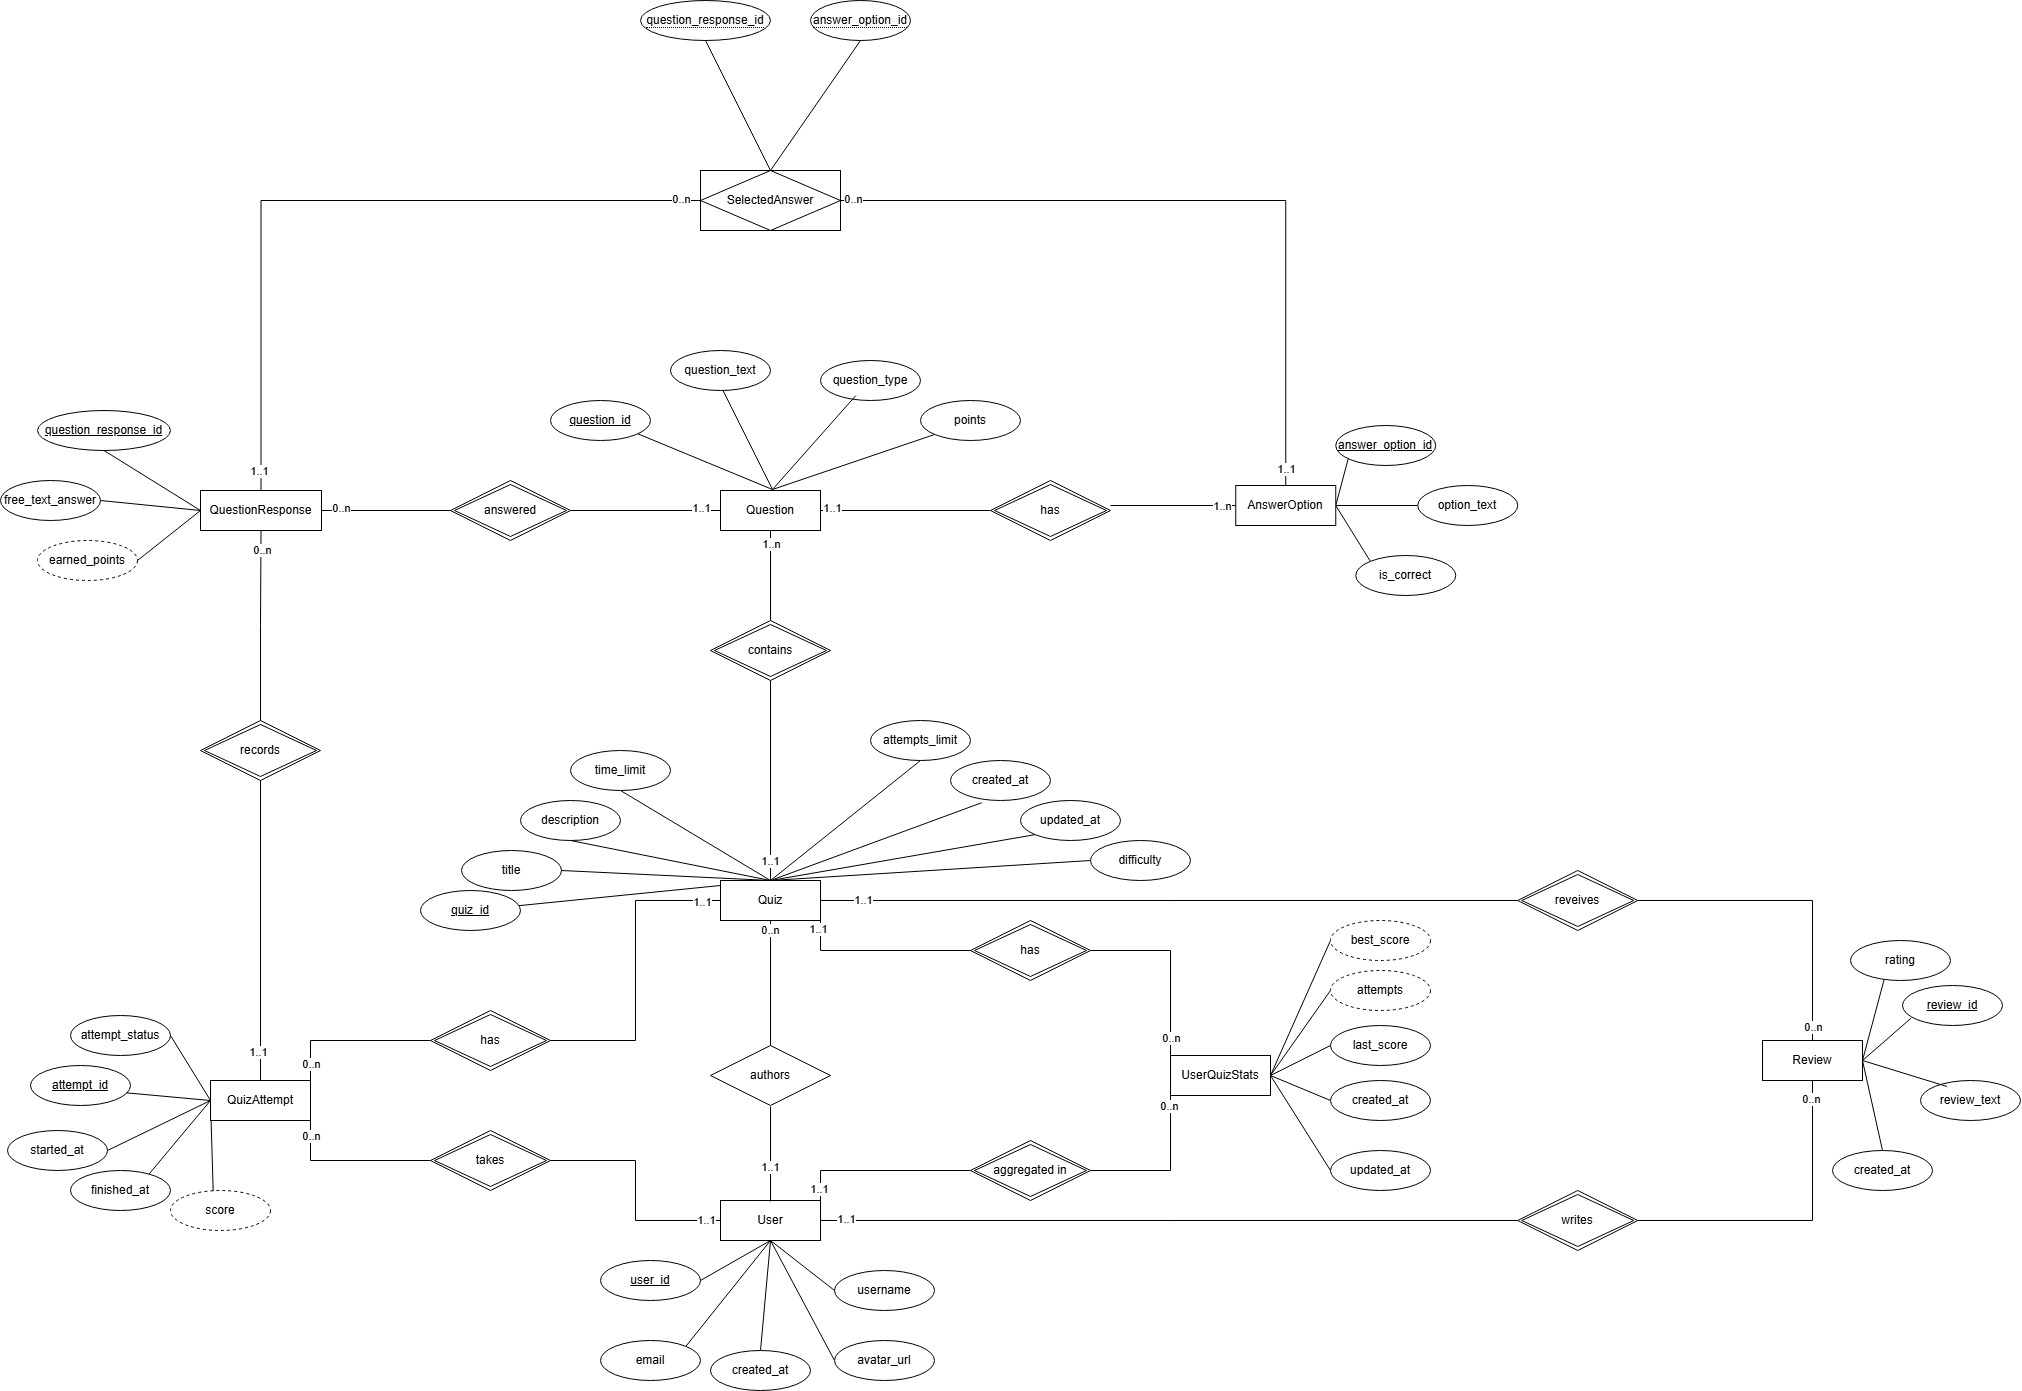 question_response_id
answer_option_id
SelectedAnswer
0..n
0..n
question_text
question_type
question_id
points
question_response_id
answer_option_id
1..1
1..1
free_text_answer
QuestionResponse
0..n
answered
1..1
Question
1..1
has
1..n
AnswerOption
option_text
earned_points
0..n
1..n
is_correct
contains
records
attempts_limit
time_limit
created_at
description
updated_at
1..1
difficulty
title
quiz_id
1..1
Quiz
1..1
reveives
0..n
1..1
has
best_score
rating
attempts
review_id
attempt_status
has
0..n
0..n
last_score
1..1
0..n
Review
attempt_id
QuizAttempt
authors
UserQuizStats
created_at
0..n
0..n
review_text
0..n
started_at
takes
1..1
aggregated in
updated_at
created_at
finished_at
1..1
score
1..1
User
1..1
writes
user_id
username
email
created_at
avatar_url